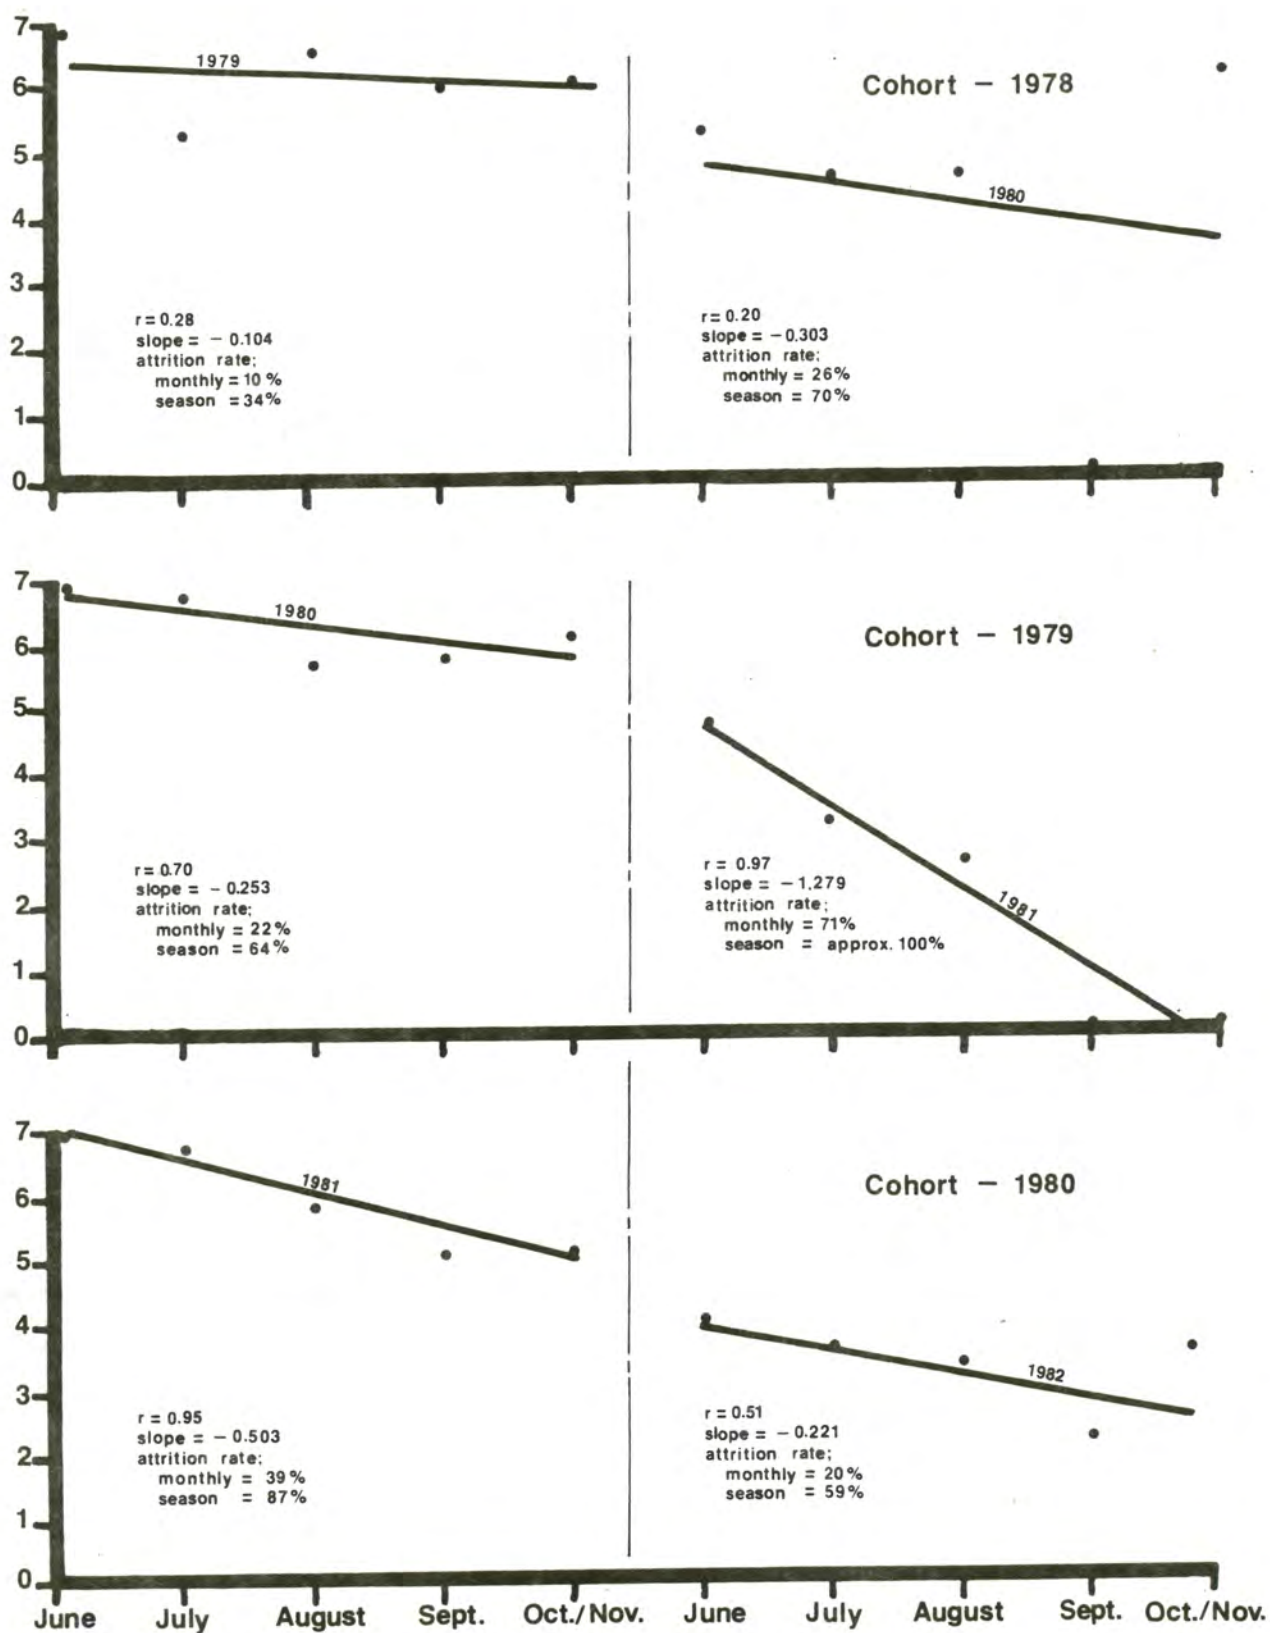 7
6
5
4
3
2
1
0
1979
r = 0.28
slope = - 0.104
attrition rate;
monthly = 10 %
season = 34%
Cohort - 1978
1980
r = 0.20
slope = - 0.303
attrition rate;
monthly = 26%
season = 70%
7
6
5
4
3
2
1
0
1980
r = 0.70
slope = - 0.253
attrition rate;
monthly = 22%
season = 64%
Cohort - 1979
1981
r = 0.97
slope = - 1.279
attrition rate;
monthly = 71%
season = approx. 100%
7
6
5
4
3
2
1
0
1981
r = 0.95
slope = - 0.503
attrition rate;
monthly = 39%
season = 87%
Cohort - 1980
1982
r = 0.51
slope = - 0.221
attrition rate;
monthly = 20%
season = 59%
June July August Sept. Oct./Nov. June July August Sept. Oct./Nov.